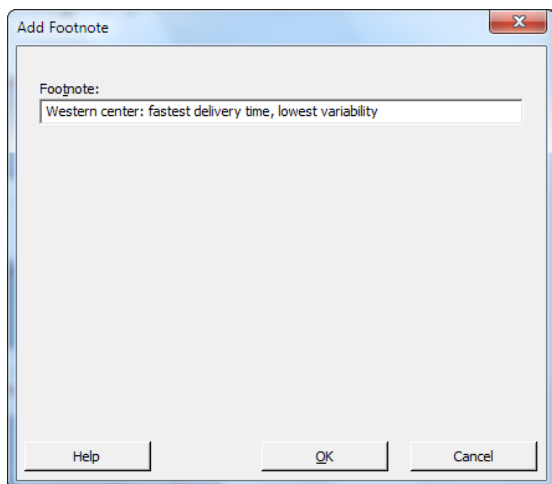 Add Footnote
Footnote:
Western center: fastest delivery time, lowest variability
Help OK Cancel